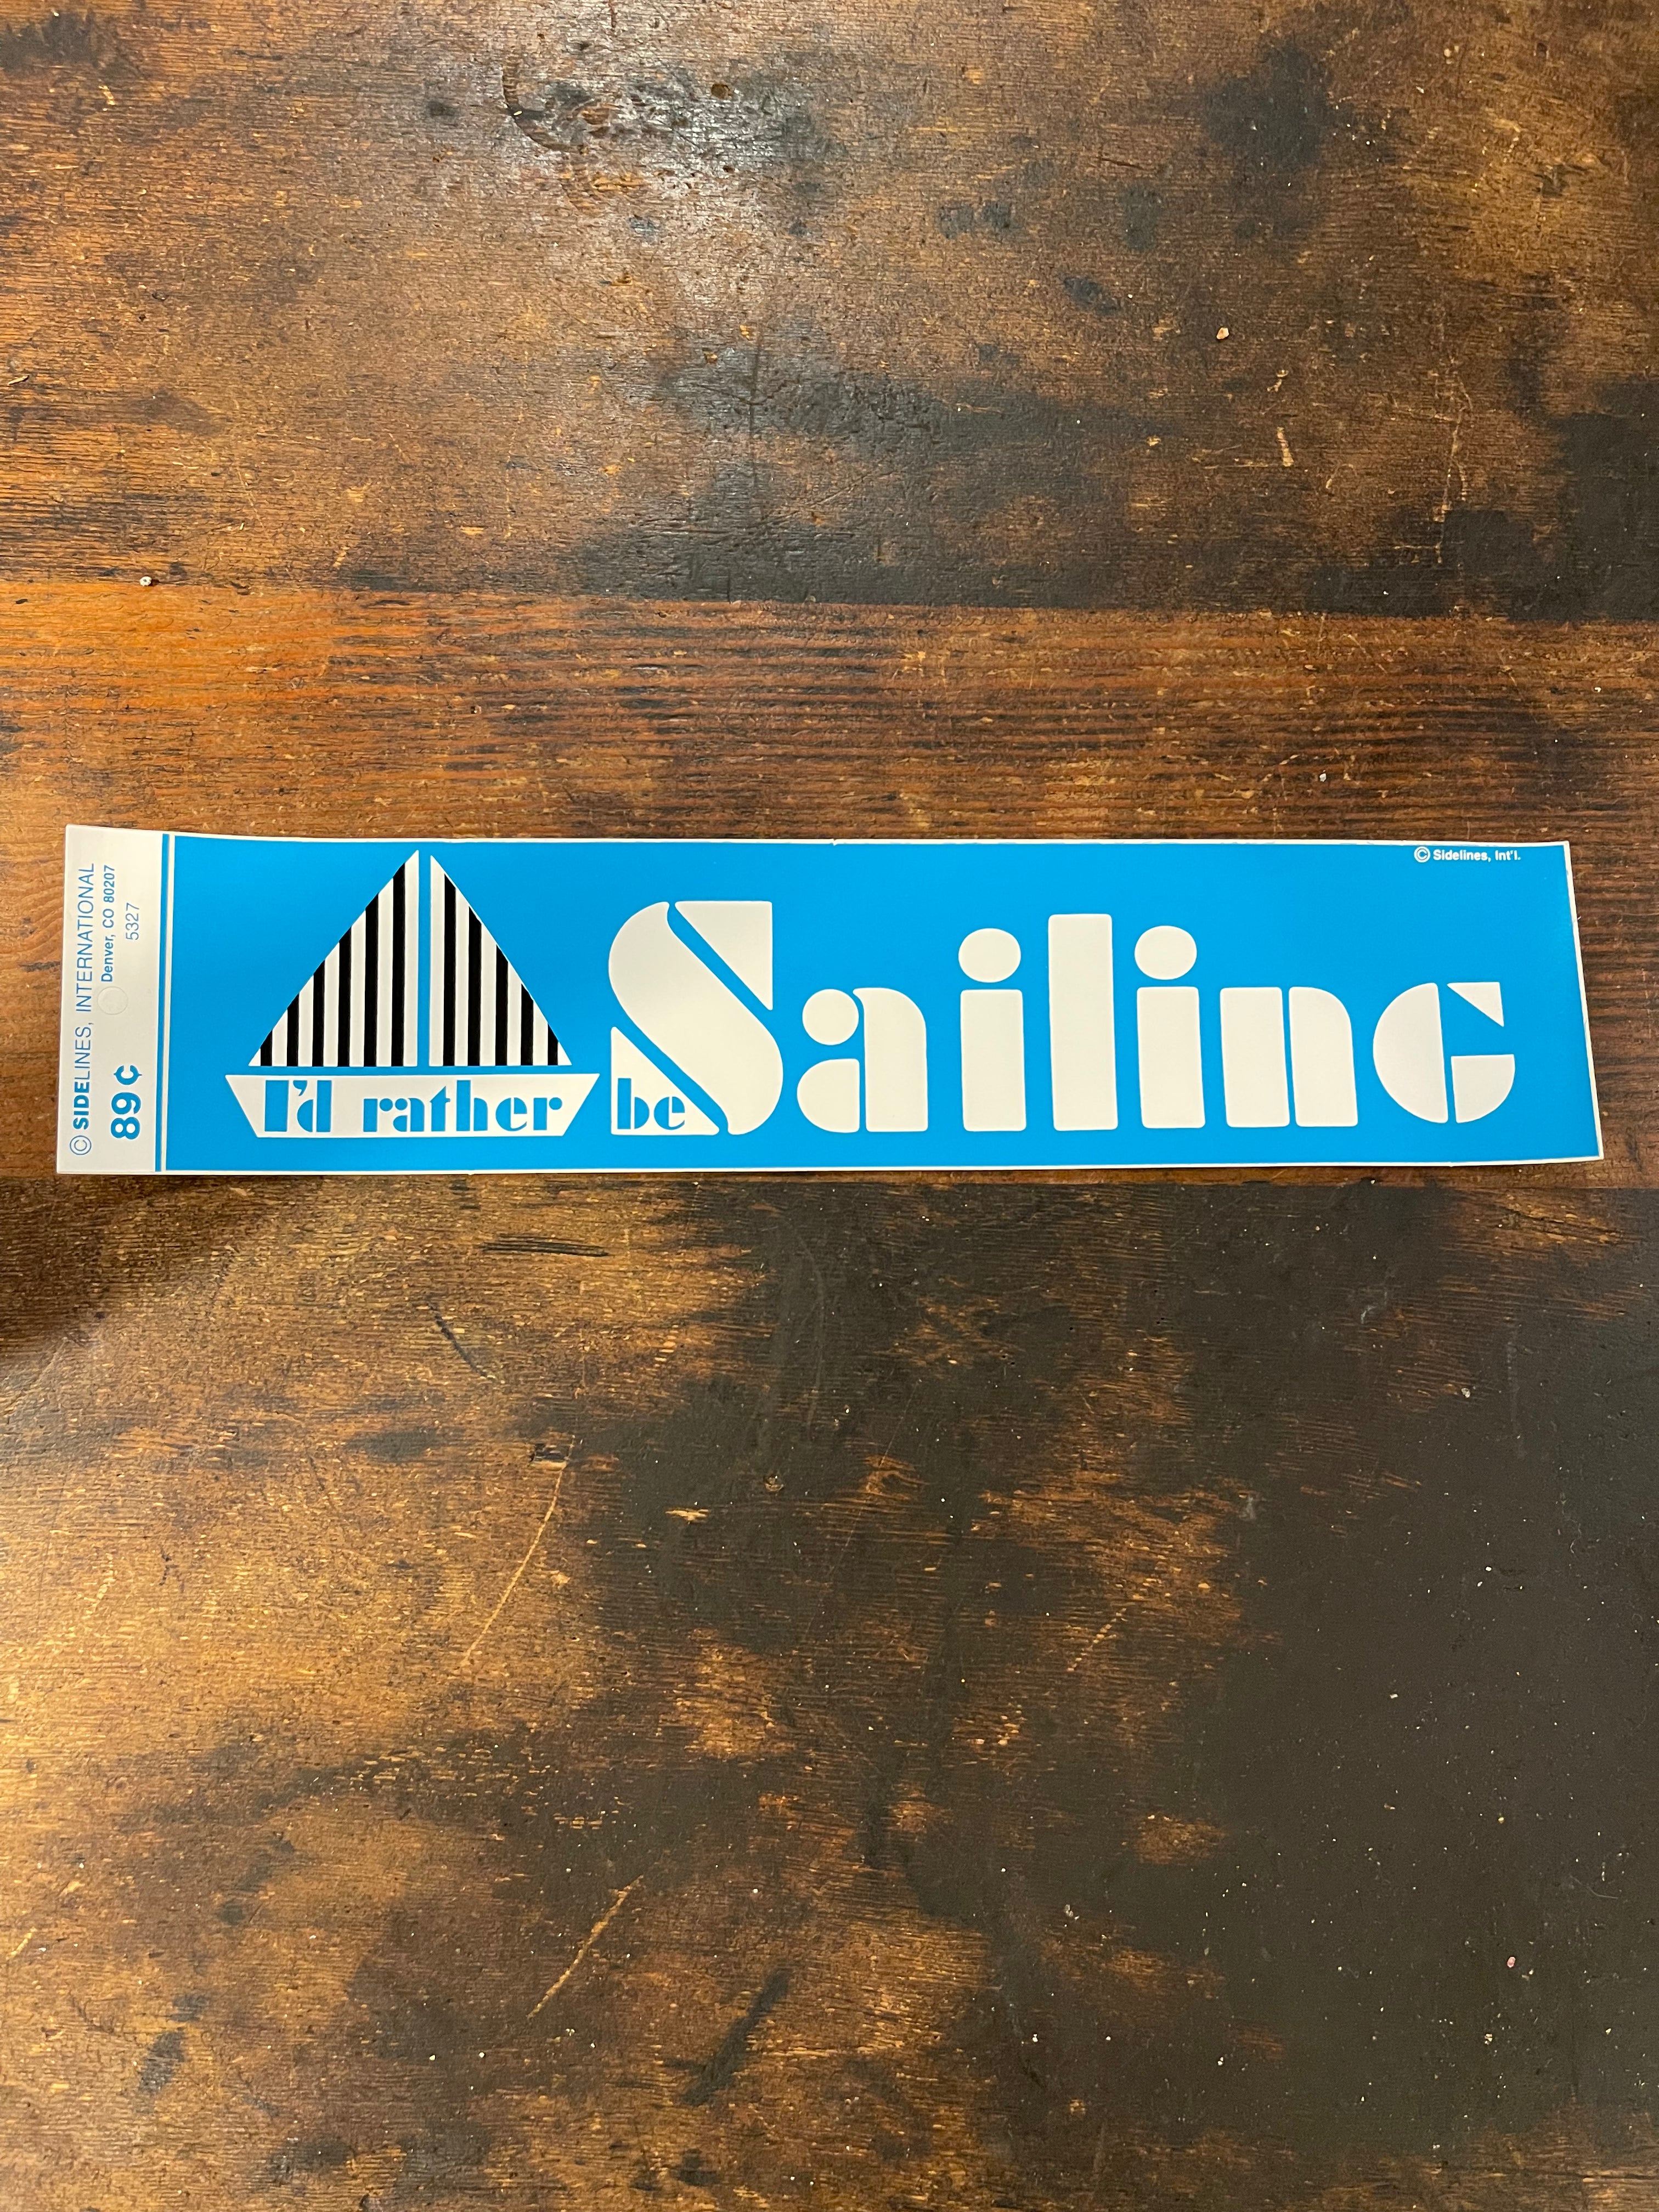 © SIDELINES, INTERNATIONAL
Denver, CO 80207
5327
89¢
I'd rather be Sailing
© Sidelines, Int'l.